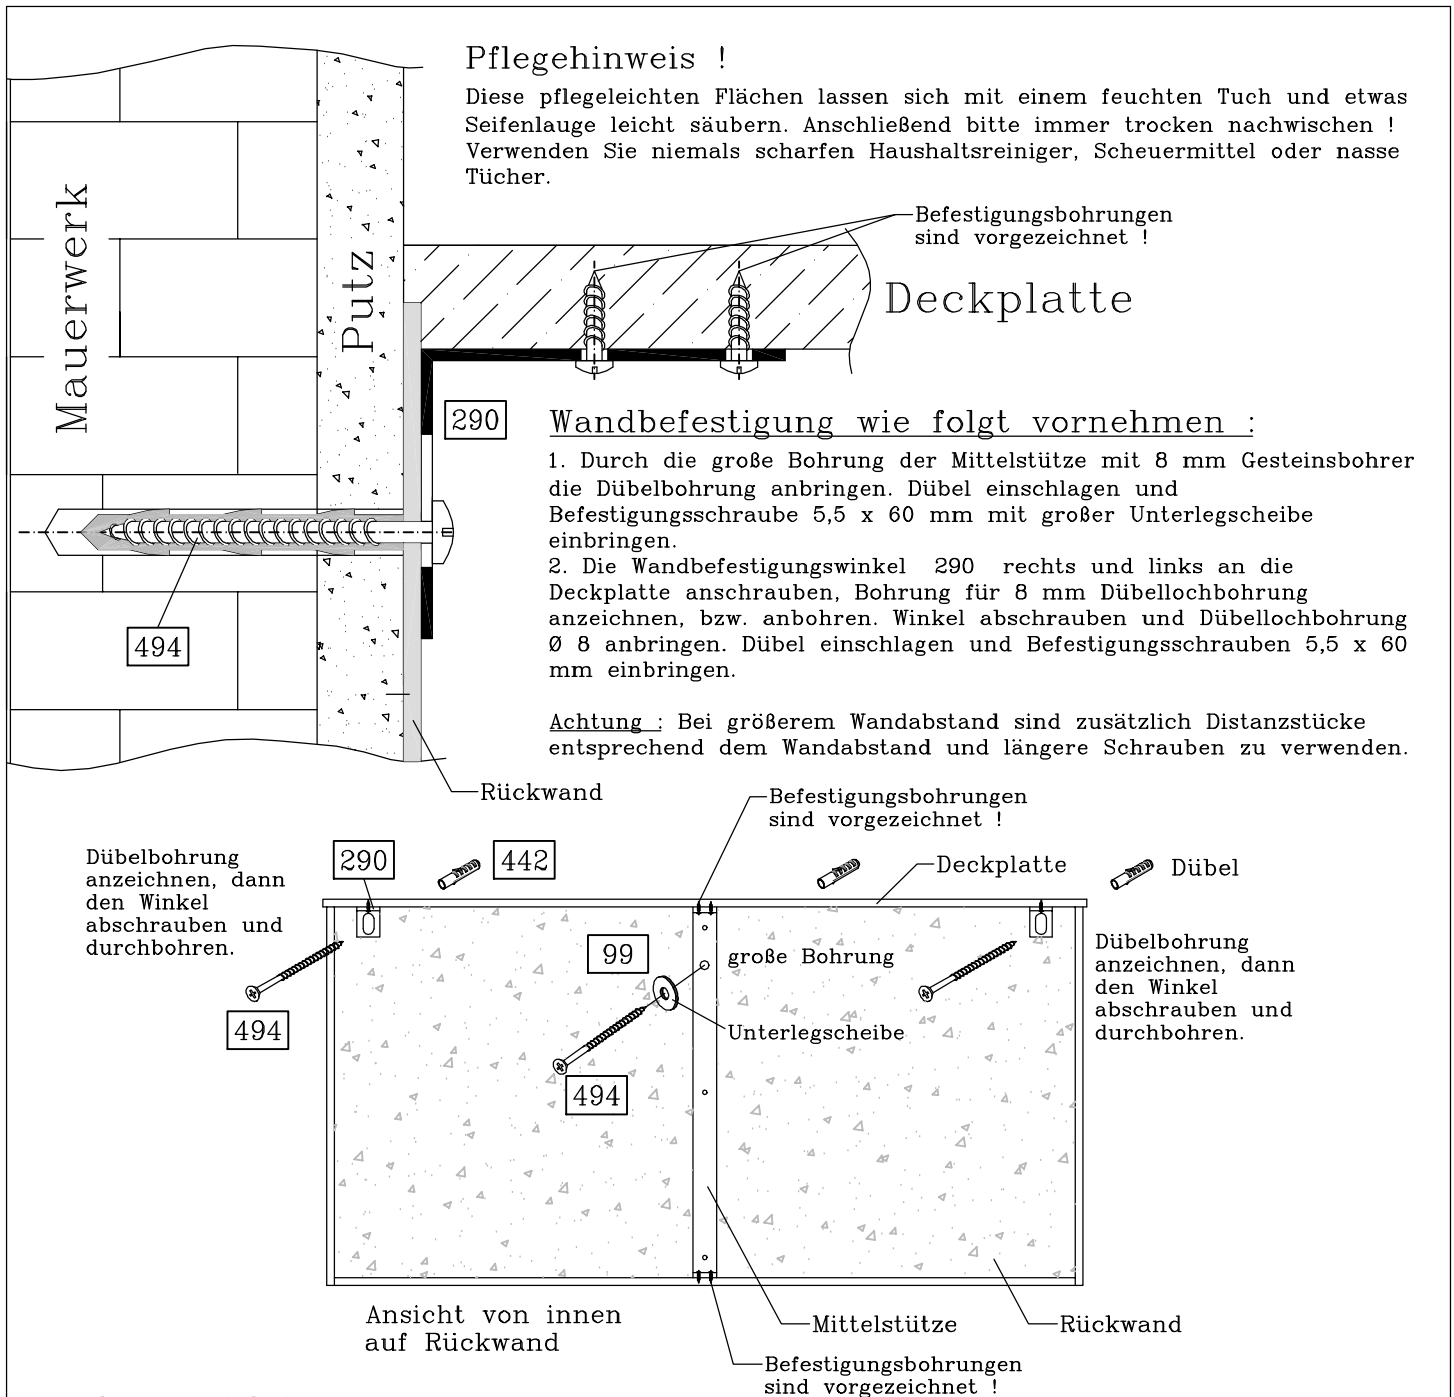 Pflegehinweis !
Diese pflegeleichten Flächen lassen sich mit einem feuchten Tuch und etwas
Seifenlauge leicht säubern. Anschließend bitte immer trocken nachwischen !
Verwenden Sie niemals scharfen Haushaltsreiniger, Scheuermittel oder nasse
Tücher.
Mauerwerk
Putz
Befestigungsbohrungen
sind vorgezeichnet !
Deckplatte
290
Wandbefestigung wie folgt vornehmen :
1. Durch die große Bohrung der Mittelstütze mit 8 mm Gesteinsbohrer
die Dübelbohrung anbringen. Dübel einschlagen und
Befestigungsschraube 5,5 x 60 mm mit großer Unterlegscheibe
einbringen.
2. Die Wandbefestigungswinkel 290 rechts und links an die
Deckplatte anschrauben, Bohrung für 8 mm Dübellochbohrung
anzeichnen, bzw. anbohren. Winkel abschrauben und Dübellochbohrung
Ø 8 anbringen. Dübel einschlagen und Befestigungsschrauben 5,5 x 60
mm einbringen.
494
Achtung : Bei größerem Wandabstand sind zusätzlich Distanzstücke
entsprechend dem Wandabstand und längere Schrauben zu verwenden.
Rückwand
Befestigungsbohrungen
sind vorgezeichnet !
Dübelbohrung
anzeichnen, dann
den Winkel
abschrauben und
durchbohren.
290
442
Deckplatte
Dübel
99
große Bohrung
Dübelbohrung
anzeichnen, dann
den Winkel
abschrauben und
durchbohren.
494
Unterlegscheibe
494
Ansicht von innen
auf Rückwand
Mittelstütze
Rückwand
Befestigungsbohrungen
sind vorgezeichnet !